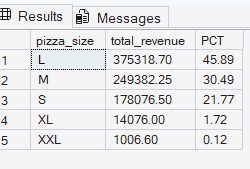 Results Messages
pizza_size total_revenue PCT
1 L 375318.70 45.89
2 M 249382.25 30.49
3 S 178076.50 21.77
4 XL 14076.00 1.72
5 XXL 1006.60 0.12